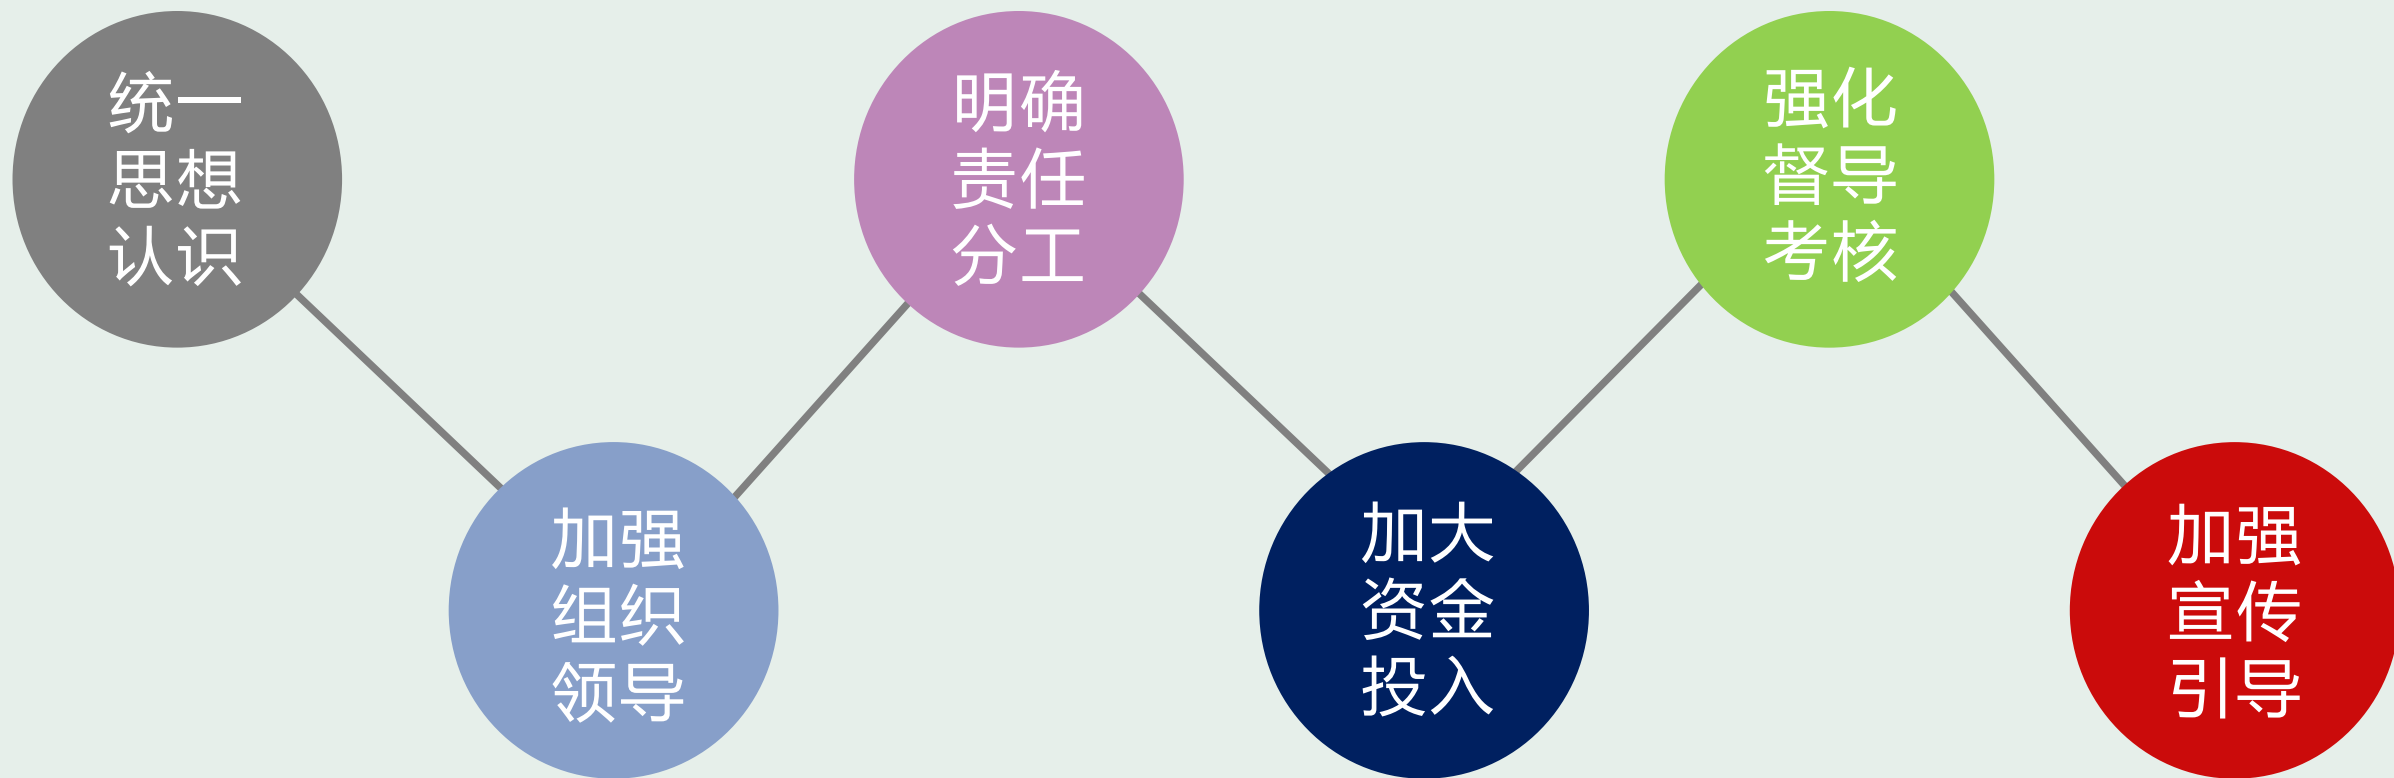 统一
思想
认识
加强
组织
领导
明确
责任
分工
加大
资金
投入
强化
督导
考核
加强
宣传
引导